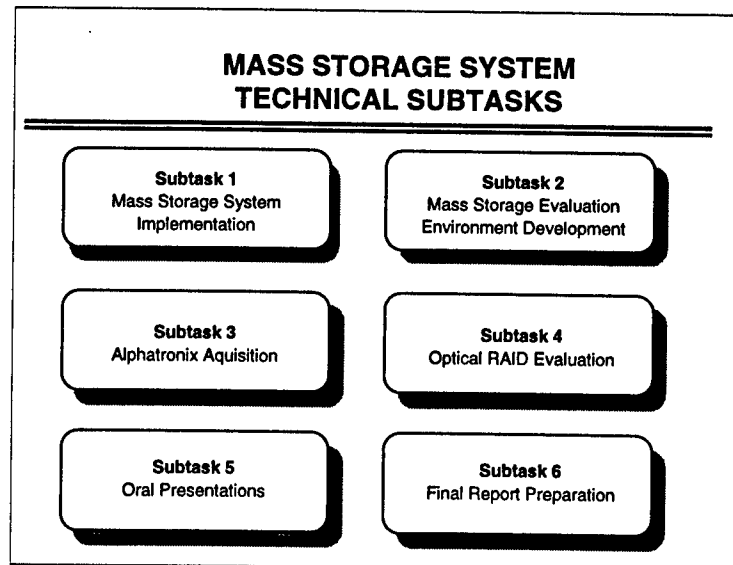 MASS STORAGE SYSTEM
TECHNICAL SUBTASKS
Subtask 1
Mass Storage System
Implementation
Subtask 2
Mass Storage Evaluation
Environment Development
Subtask 3
Alphatronix Aquisition
Subtask 4
Optical RAID Evaluation
Subtask 5
Oral Presentations
Subtask 6
Final Report Preparation